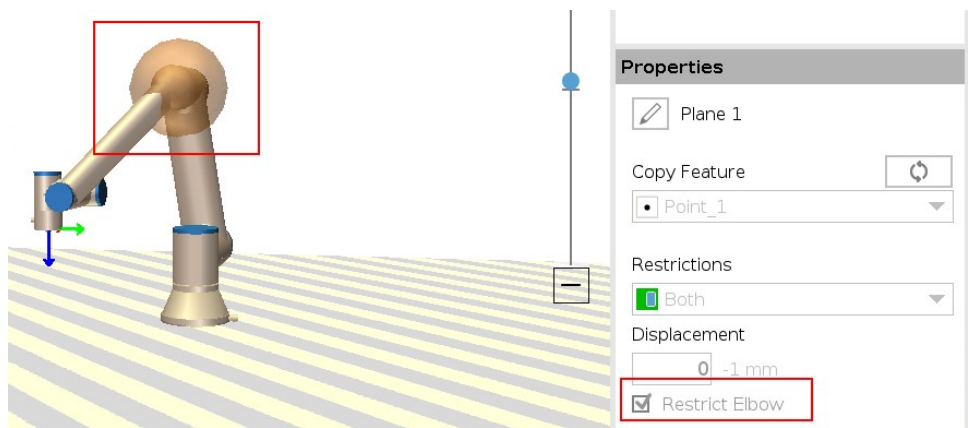 Properties
Plane 1
Copy Feature
Point_1
Restrictions
Both
Displacement
0 -1 mm
Restrict Elbow